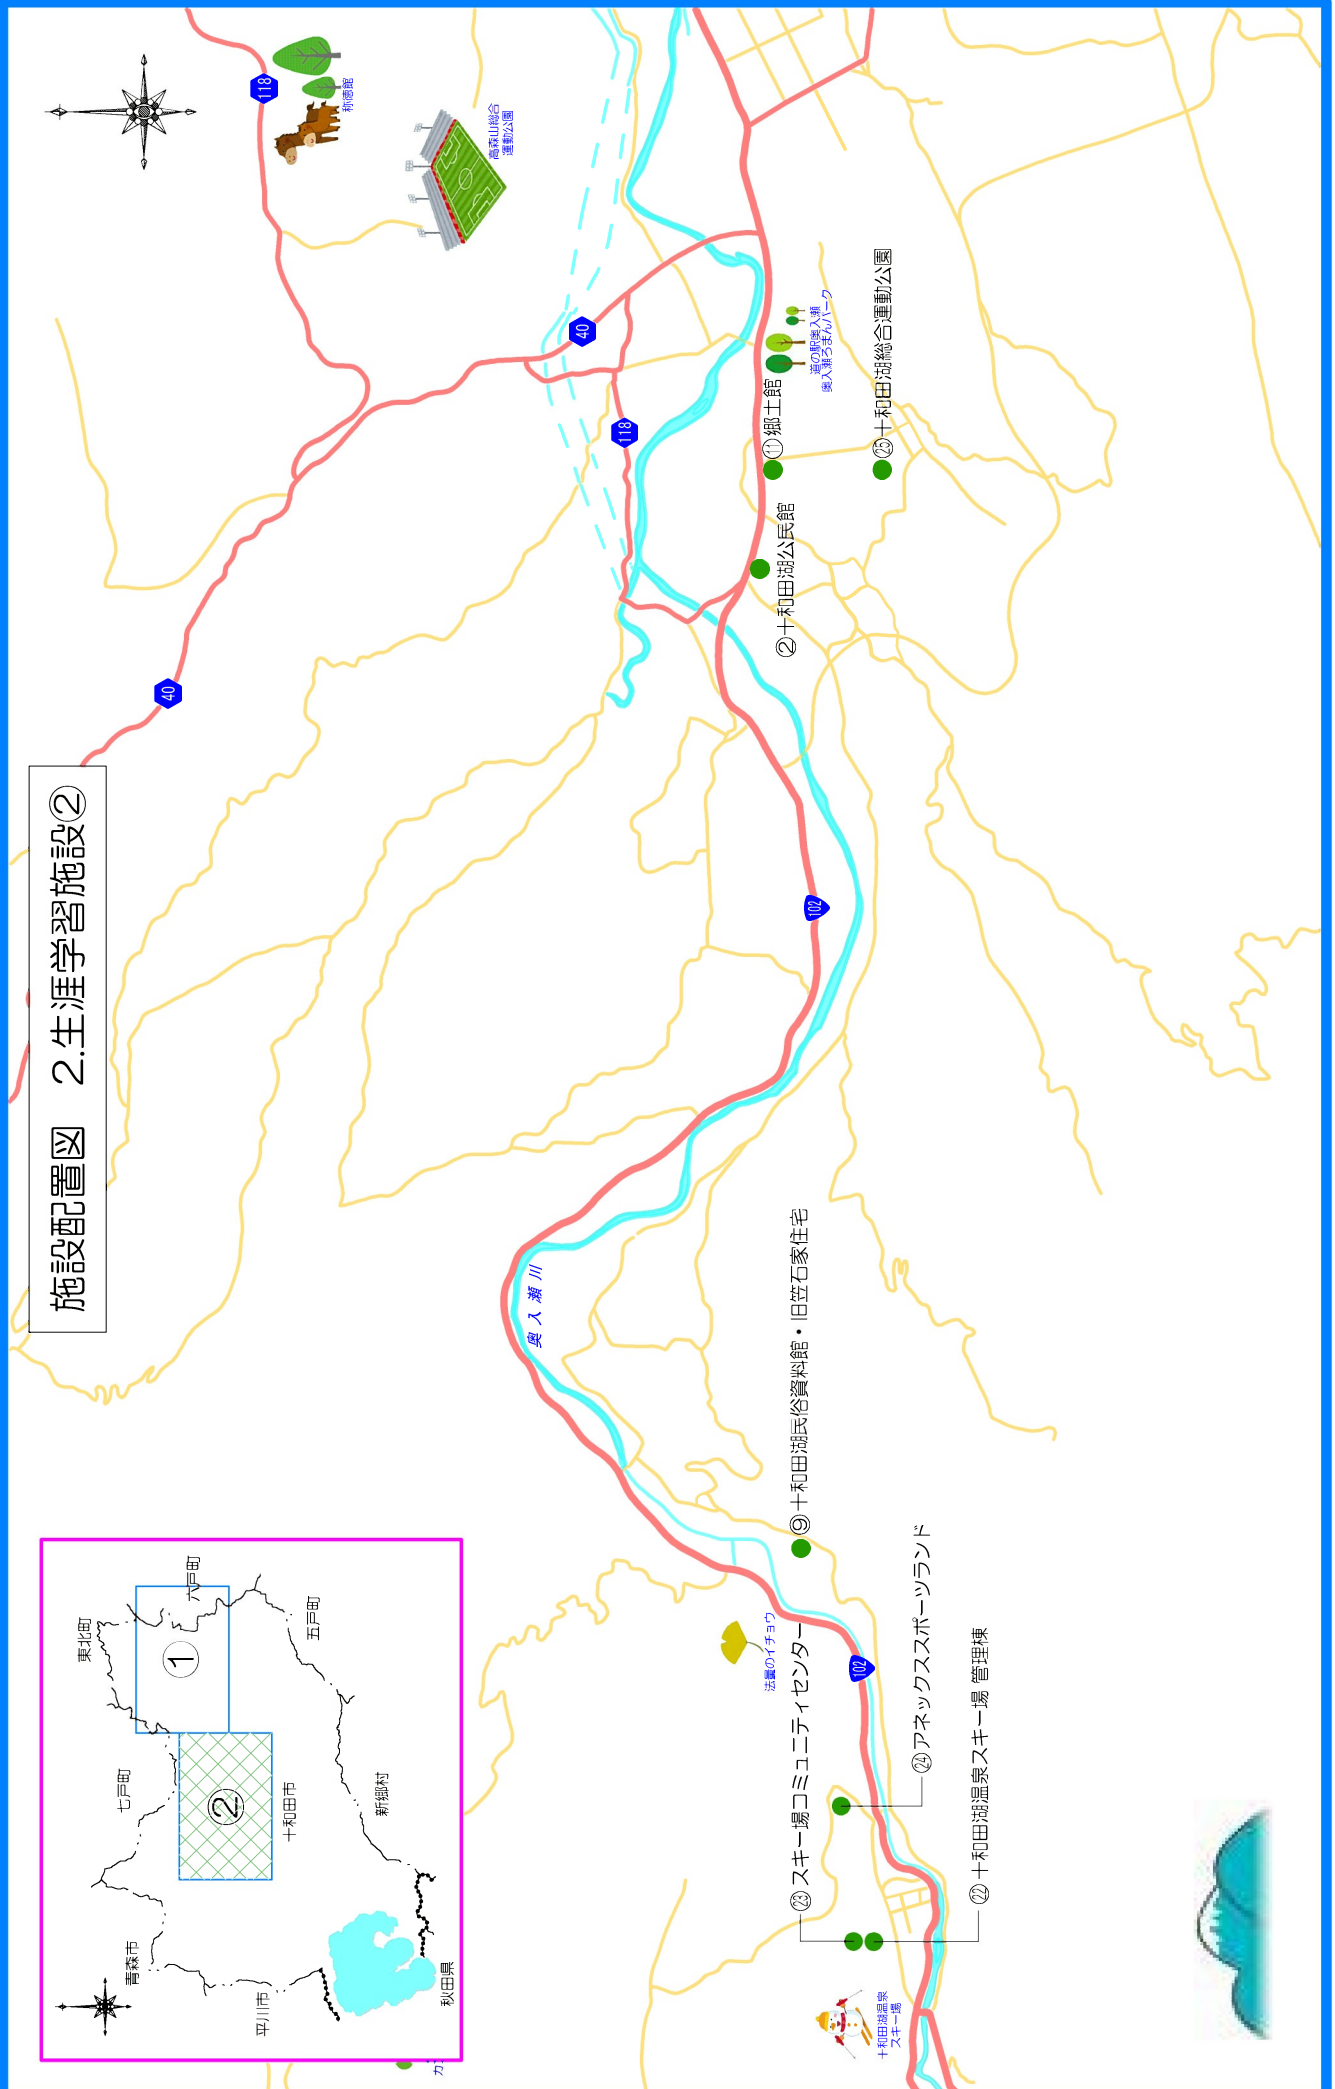 施設配置図 2.生涯学習施設②
118
称徳館
高森山総合
運動公園
40
118
40
道の駅奥入瀬
奥入瀬ろまんパーク
⑪郷土館
㉕十和田湖総合運動公園
②十和田湖公民館
102
奥入瀬川
⑨十和田湖民俗資料館・旧笠石家住宅
法量のイチョウ
102
㉓スキー場コミュニティセンター
㉔アネックススポーツランド
㉒十和田湖温泉スキー場 管理棟
十和田湖温泉
スキー場
東北町
六戸町
①
五戸町
七戸町
②
十和田市
新郷村
青森市
平川市
秋田県